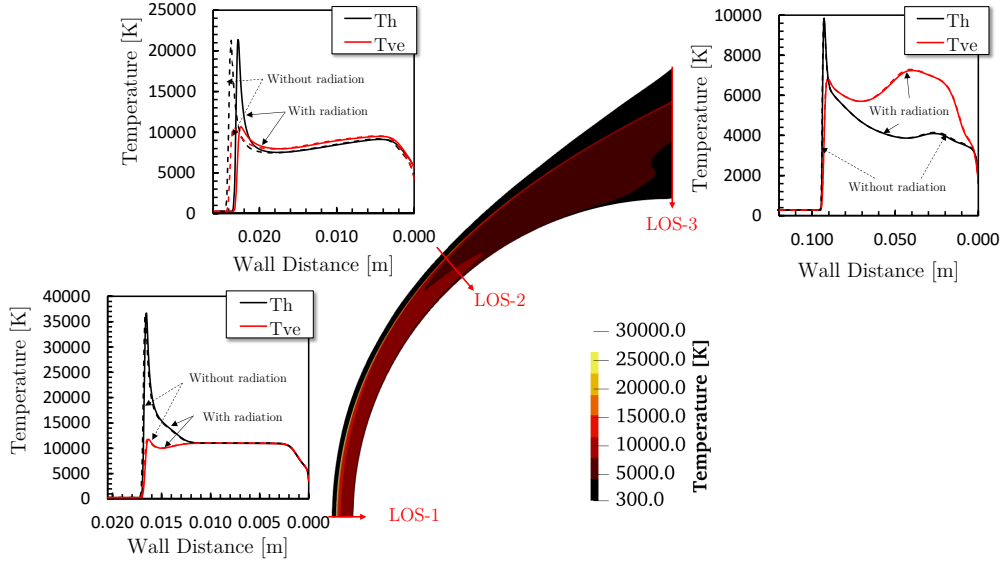 Temperature [K]
25000
20000
15000
10000
5000
0
Th
Tve
Without radiation
With radiation
0.020
0.010
0.000
Wall Distance [m]
Temperature [K]
10000
8000
6000
4000
2000
0
Th
Tve
With radiation
Without radiation
0.100
0.050
0.000
Wall Distance [m]
LOS-3
LOS-2
LOS-1
Temperature [K]
40000
35000
30000
25000
20000
15000
10000
5000
0
Th
Tve
Without radiation
With radiation
0.020
0.015
0.010
0.005
0.000
Wall Distance [m]
30000.0
25000.0
20000.0
15000.0
10000.0
5000.0
300.0
Temperature [K]